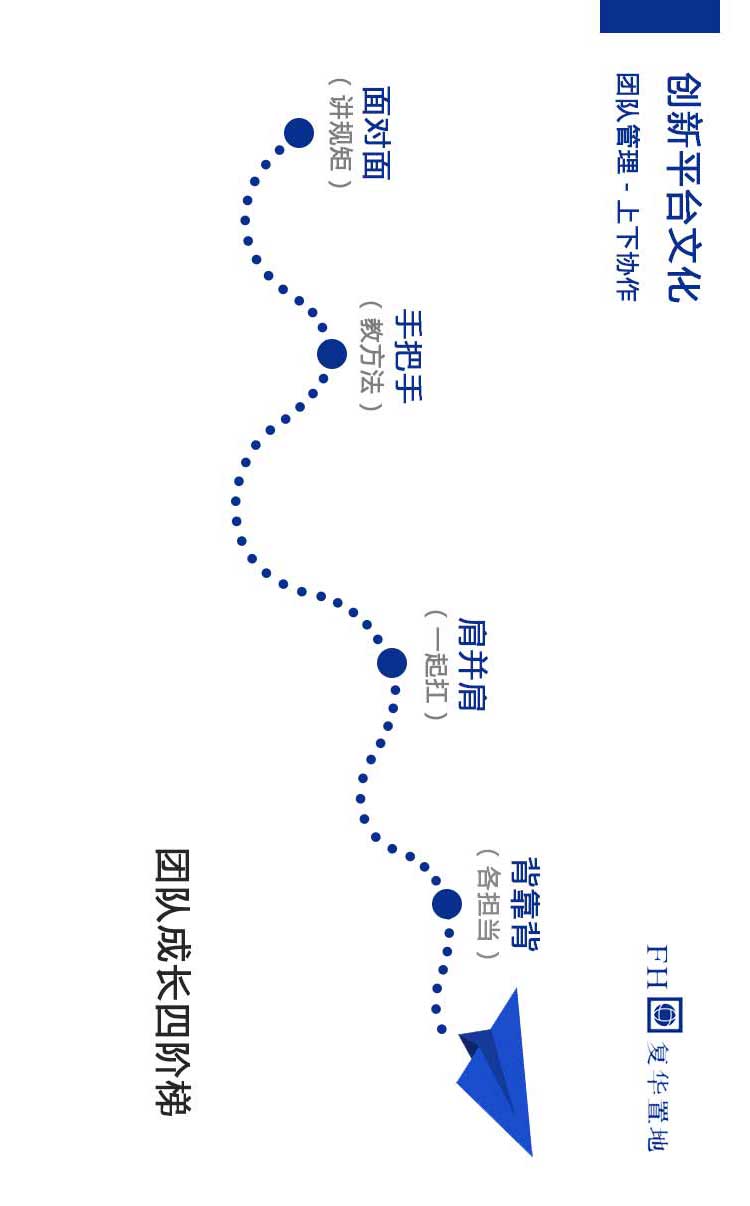 创新平台文化
团队管理 - 上下协作
FH 复华置地
面对面
（ 讲规矩 ）
手把手
（ 教方法 ）
肩并肩
（ 一起扛 ）
背靠背
（ 各担当 ）
团队成长四阶梯